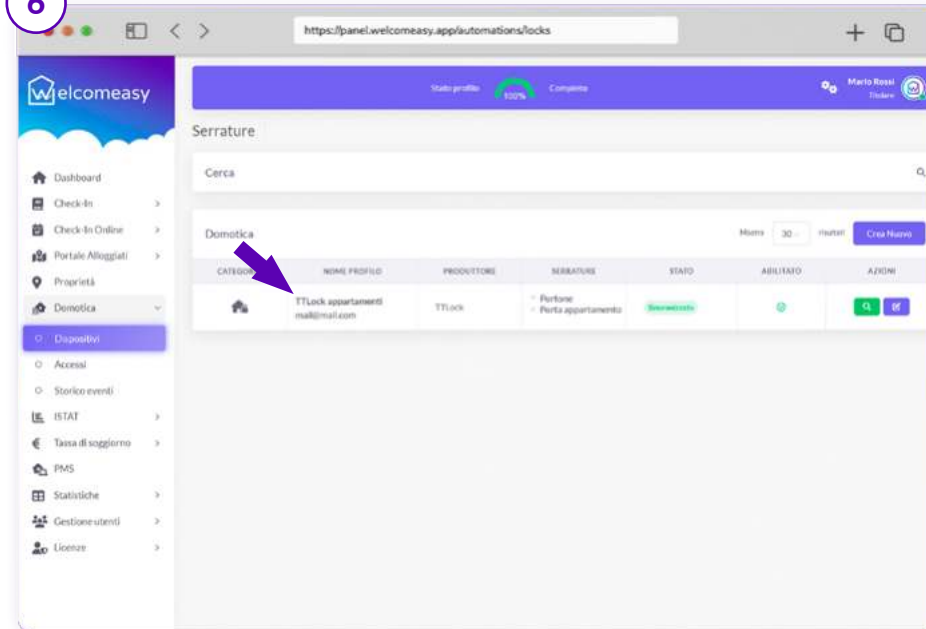 6
https://panel.welcomeasy.app/automations/locks
Welcomeasy
Stato profilo
100%
Completo
Mario Rossi
Titolare
Serrature
Cerca
Dashboard
Check-In
Check-In Online
Portale Alloggiati
Proprietà
Domotica
Dispositivi
Accessi
Storico eventi
ISTAT
Tassa di soggiorno
PMS
Statistiche
Gestione utenti
Licenze
Domotica
Mostra 30 risultati Crea Nuovo
NOME PROFILO PRODUTTORE SERRATURE STATO ABILITATO AZIONI
TTLock appartamenti
mail@mail.com
TTLock
Portone
Porta appartamento
Sincronizzato